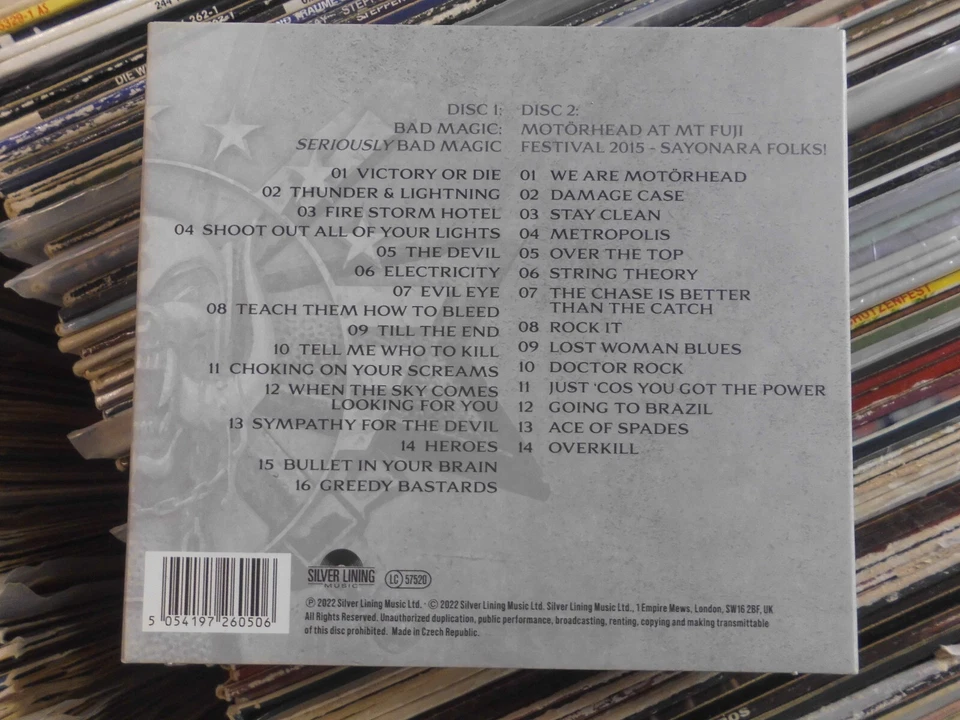 DISC 1:
BAD MAGIC:
SERIOUSLY BAD MAGIC
01 VICTORY OR DIE
02 THUNDER & LIGHTNING
03 FIRE STORM HOTEL
04 SHOOT OUT ALL OF YOUR LIGHTS
05 THE DEVIL
06 ELECTRICITY
07 EVIL EYE
08 TEACH THEM HOW TO BLEED
09 TILL THE END
10 TELL ME WHO TO KILL
11 CHOKING ON YOUR SCREAMS
12 WHEN THE SKY COMES
LOOKING FOR YOU
13 SYMPATHY FOR THE DEVIL
14 HEROES
15 BULLET IN YOUR BRAIN
16 GREEDY BASTARDS
DISC 2:
MOTÖRHEAD AT MT FUJI
FESTIVAL 2015 - SAYONARA FOLKS!
01 WE ARE MOTÖRHEAD
02 DAMAGE CASE
03 STAY CLEAN
04 METROPOLIS
05 OVER THE TOP
06 STRING THEORY
07 THE CHASE IS BETTER
THAN THE CATCH
08 ROCK IT
09 LOST WOMAN BLUES
10 DOCTOR ROCK
11 JUST 'COS YOU GOT THE POWER
12 GOING TO BRAZIL
13 ACE OF SPADES
14 OVERKILL
5 054197 260506
SILVER LINING
MUSIC
LC 57520
℗ 2022 Silver Lining Music Ltd. · © 2022 Silver Lining Music Ltd. Silver Lining Music Ltd., 1 Empire Mews, London, SW16 2BF, UK
All Rights Reserved. Unauthorized duplication, public performance, broadcasting, renting, copying and making transmittable
of this disc prohibited. Made in Czech Republic.